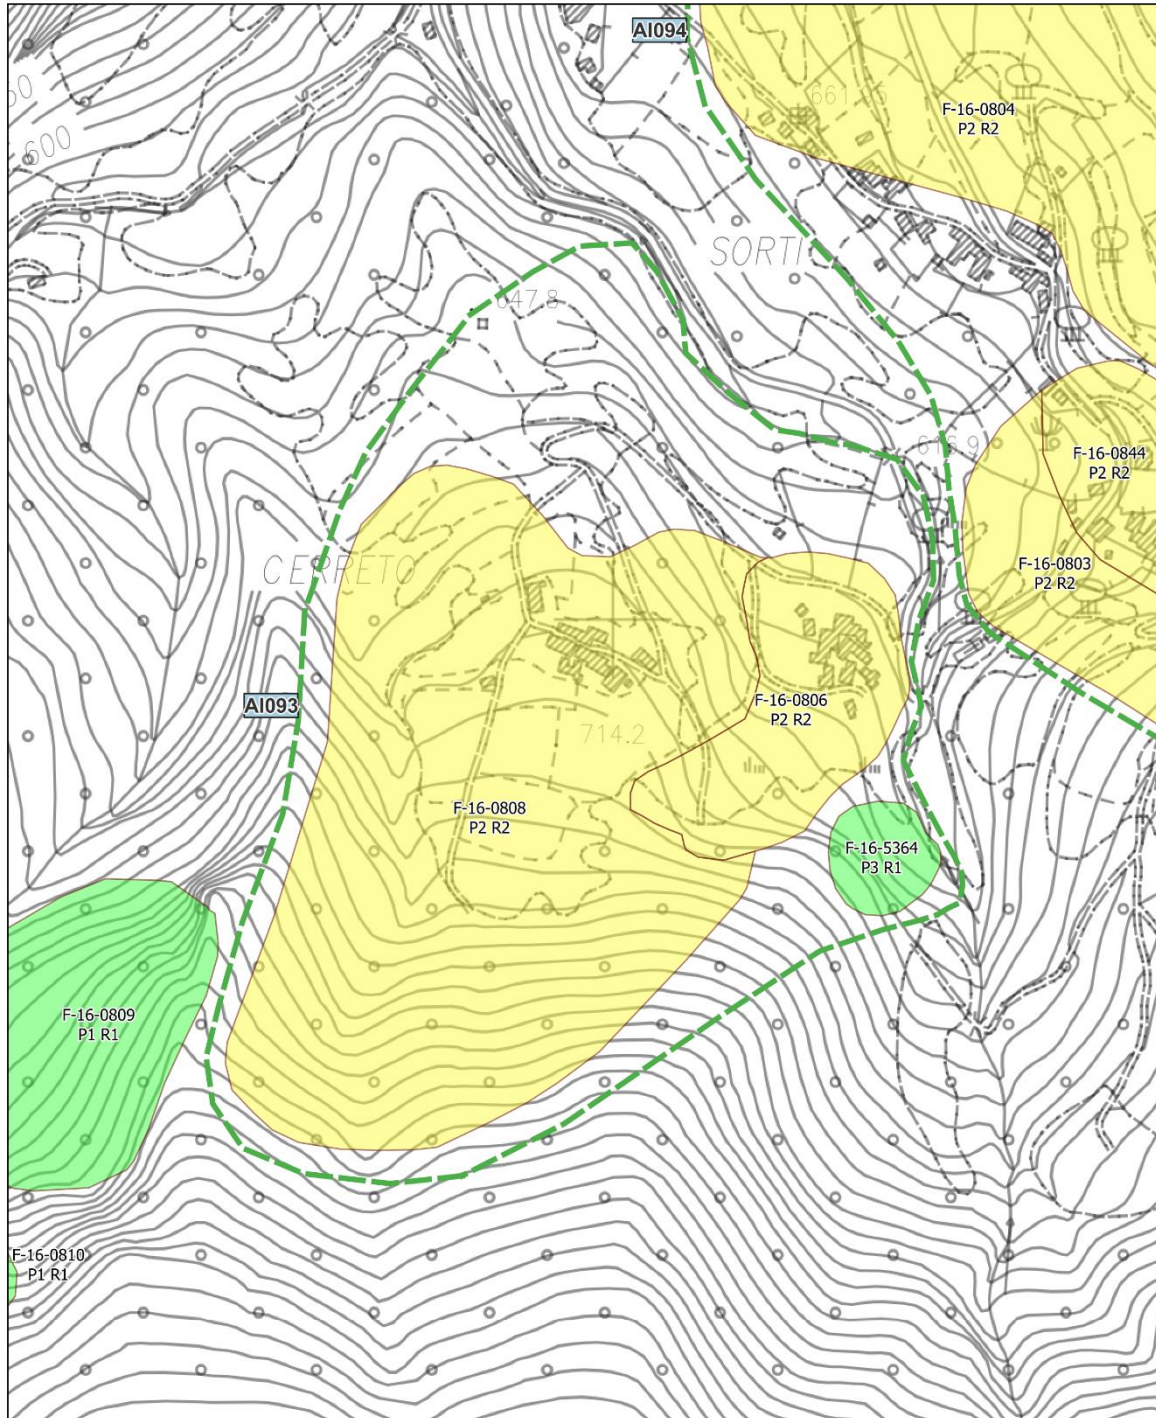 AI094
50
600
661.95
F-16-0804
P2 R2
SORTI
647.8
616.9
F-16-0844
P2 R2
CERRETO
F-16-0803
P2 R2
AI093
F-16-0806
P2 R2
714.2
F-16-0808
P2 R2
F-16-5364
P3 R1
F-16-0809
P1 R1
F-16-0810
P1 R1